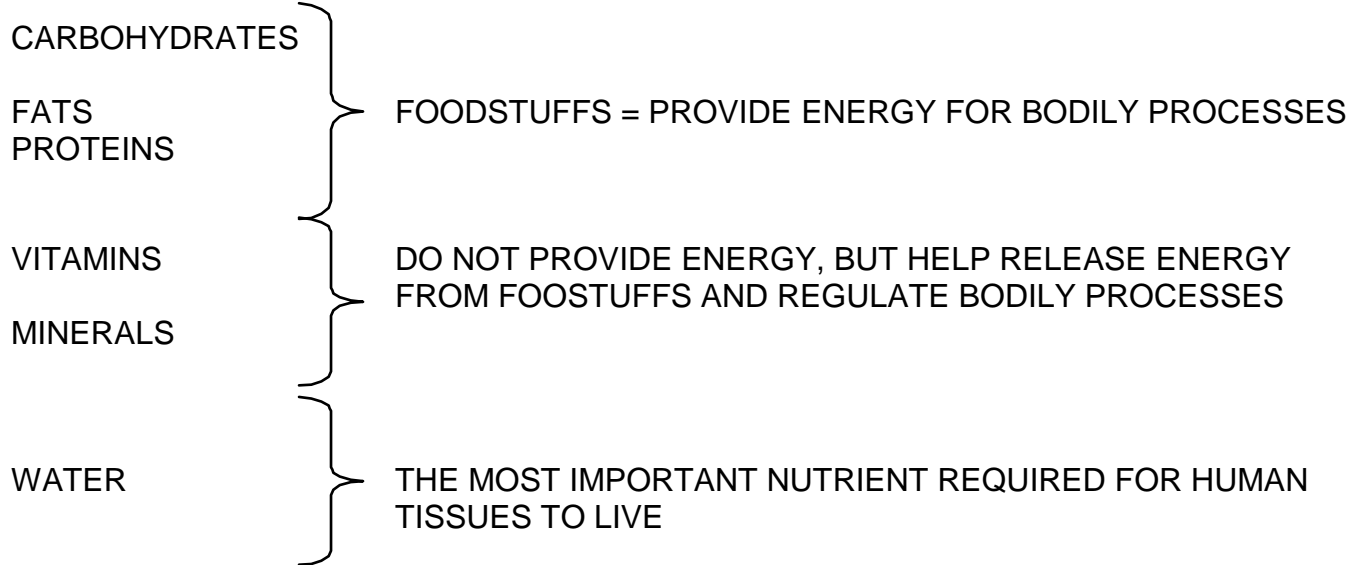 CARBOHYDRATES
FATS
PROTEINS
FOODSTUFFS = PROVIDE ENERGY FOR BODILY PROCESSES
VITAMINS
MINERALS
DO NOT PROVIDE ENERGY, BUT HELP RELEASE ENERGY
FROM FOOSTUFFS AND REGULATE BODILY PROCESSES
WATER
THE MOST IMPORTANT NUTRIENT REQUIRED FOR HUMAN
TISSUES TO LIVE